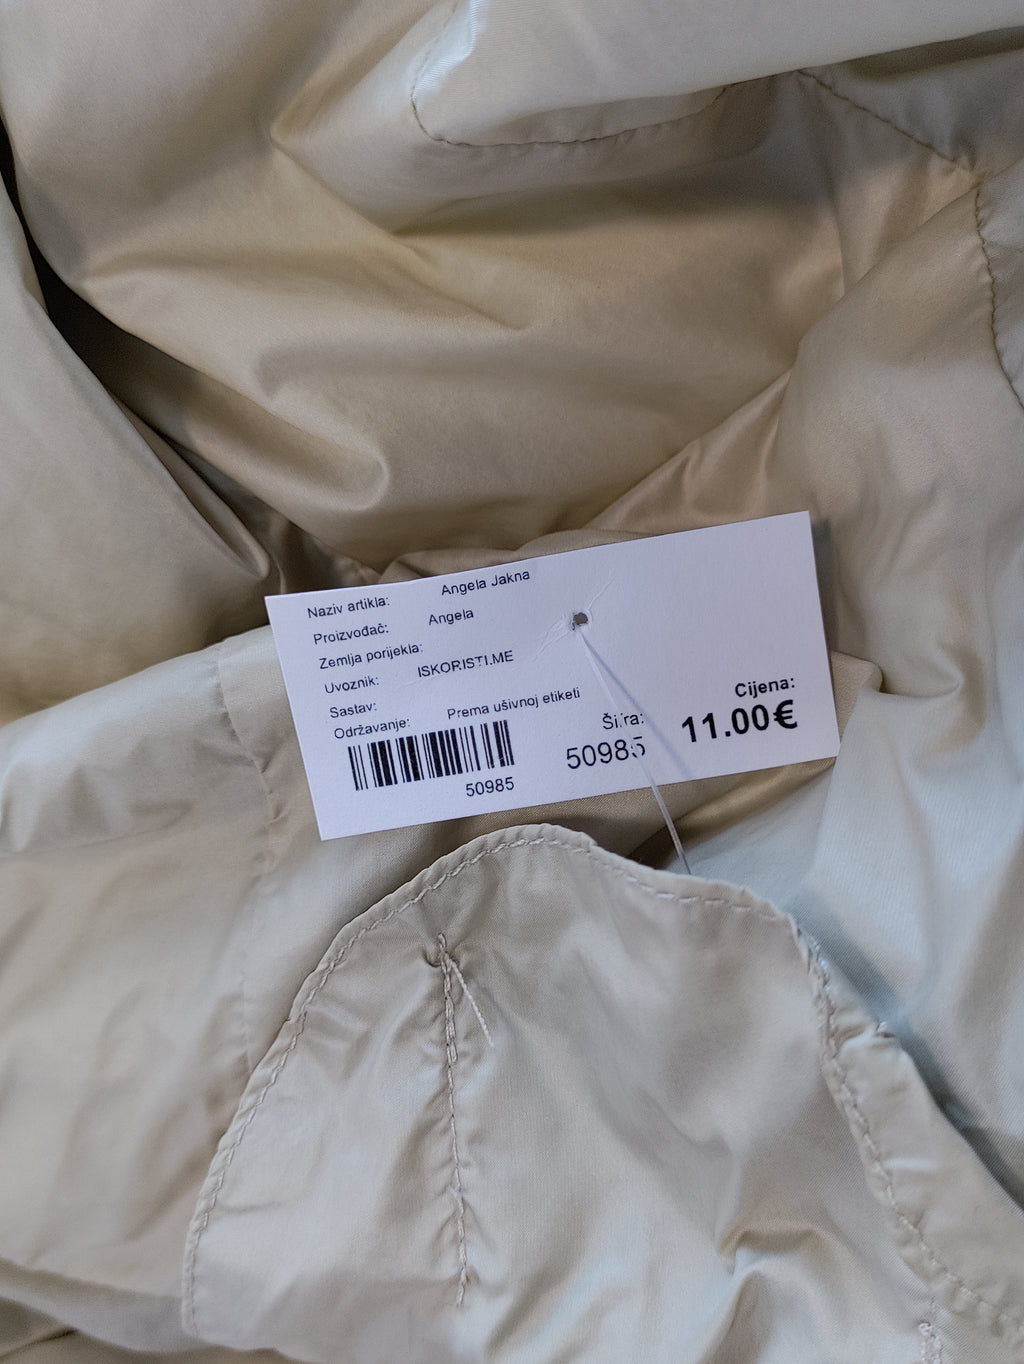 Naziv artikla: Angela Jakna
Proizvođač: Angela
Zemlja porijekla:
Uvoznik: ISKORISTI.ME
Sastav:
Održavanje: Prema ušivnoj etiketi
50985
Šifra:
50985
Cijena:
11.00€